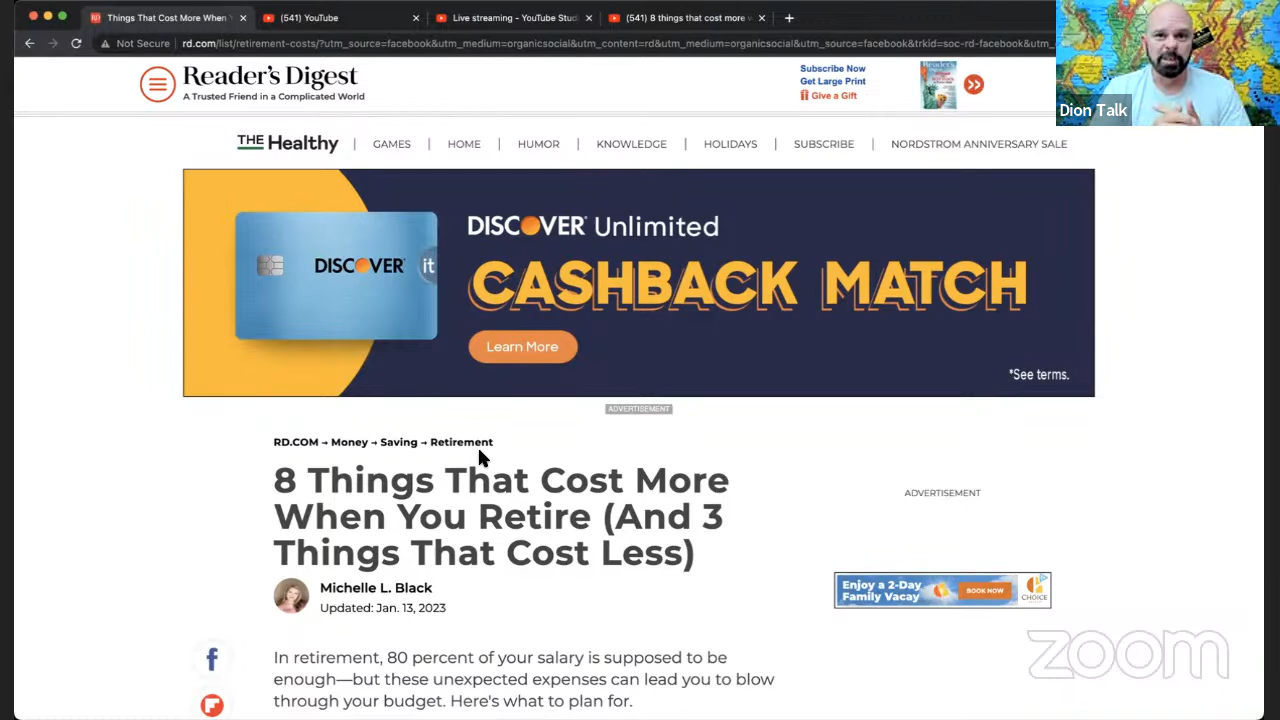 Things That Cost More When Y
(541) YouTube
Live streaming - YouTube Stud
(541) 8 things that cost more v
Not Secure
rd.com/list/retirement-costs/?utm_source=facebook&utm_medium=organicsocial&utm_content=rd&utm_medium=organicsocial&utm_source=facebook&trkid=soc-rd-facebook&utm_
Dion Talk
Reader's Digest
A Trusted Friend in a Complicated World
Subscribe Now
Get Large Print
Give a Gift
THE Healthy
GAMES
HOME
HUMOR
KNOWLEDGE
HOLIDAYS
SUBSCRIBE
NORDSTROM ANNIVERSARY SALE
DISCOVER it
DISCOVER Unlimited
CASHBACK MATCH
Learn More
*See terms.
ADVERTISEMENT
RD.COM → Money → Saving → Retirement
8 Things That Cost More
When You Retire (And 3
Things That Cost Less)
Michelle L. Black
Updated: Jan. 13, 2023
ADVERTISEMENT
Enjoy a 2-Day
Family Vacay
BOOK NOW
CHOICE
In retirement, 80 percent of your salary is supposed to be
enough—but these unexpected expenses can lead you to blow
through your budget. Here's what to plan for.
zoom